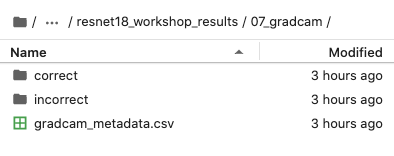 / ··· / resnet18_workshop_results / 07_gradcam /
Name Modified
correct 3 hours ago
incorrect 3 hours ago
gradcam_metadata.csv 3 hours ago